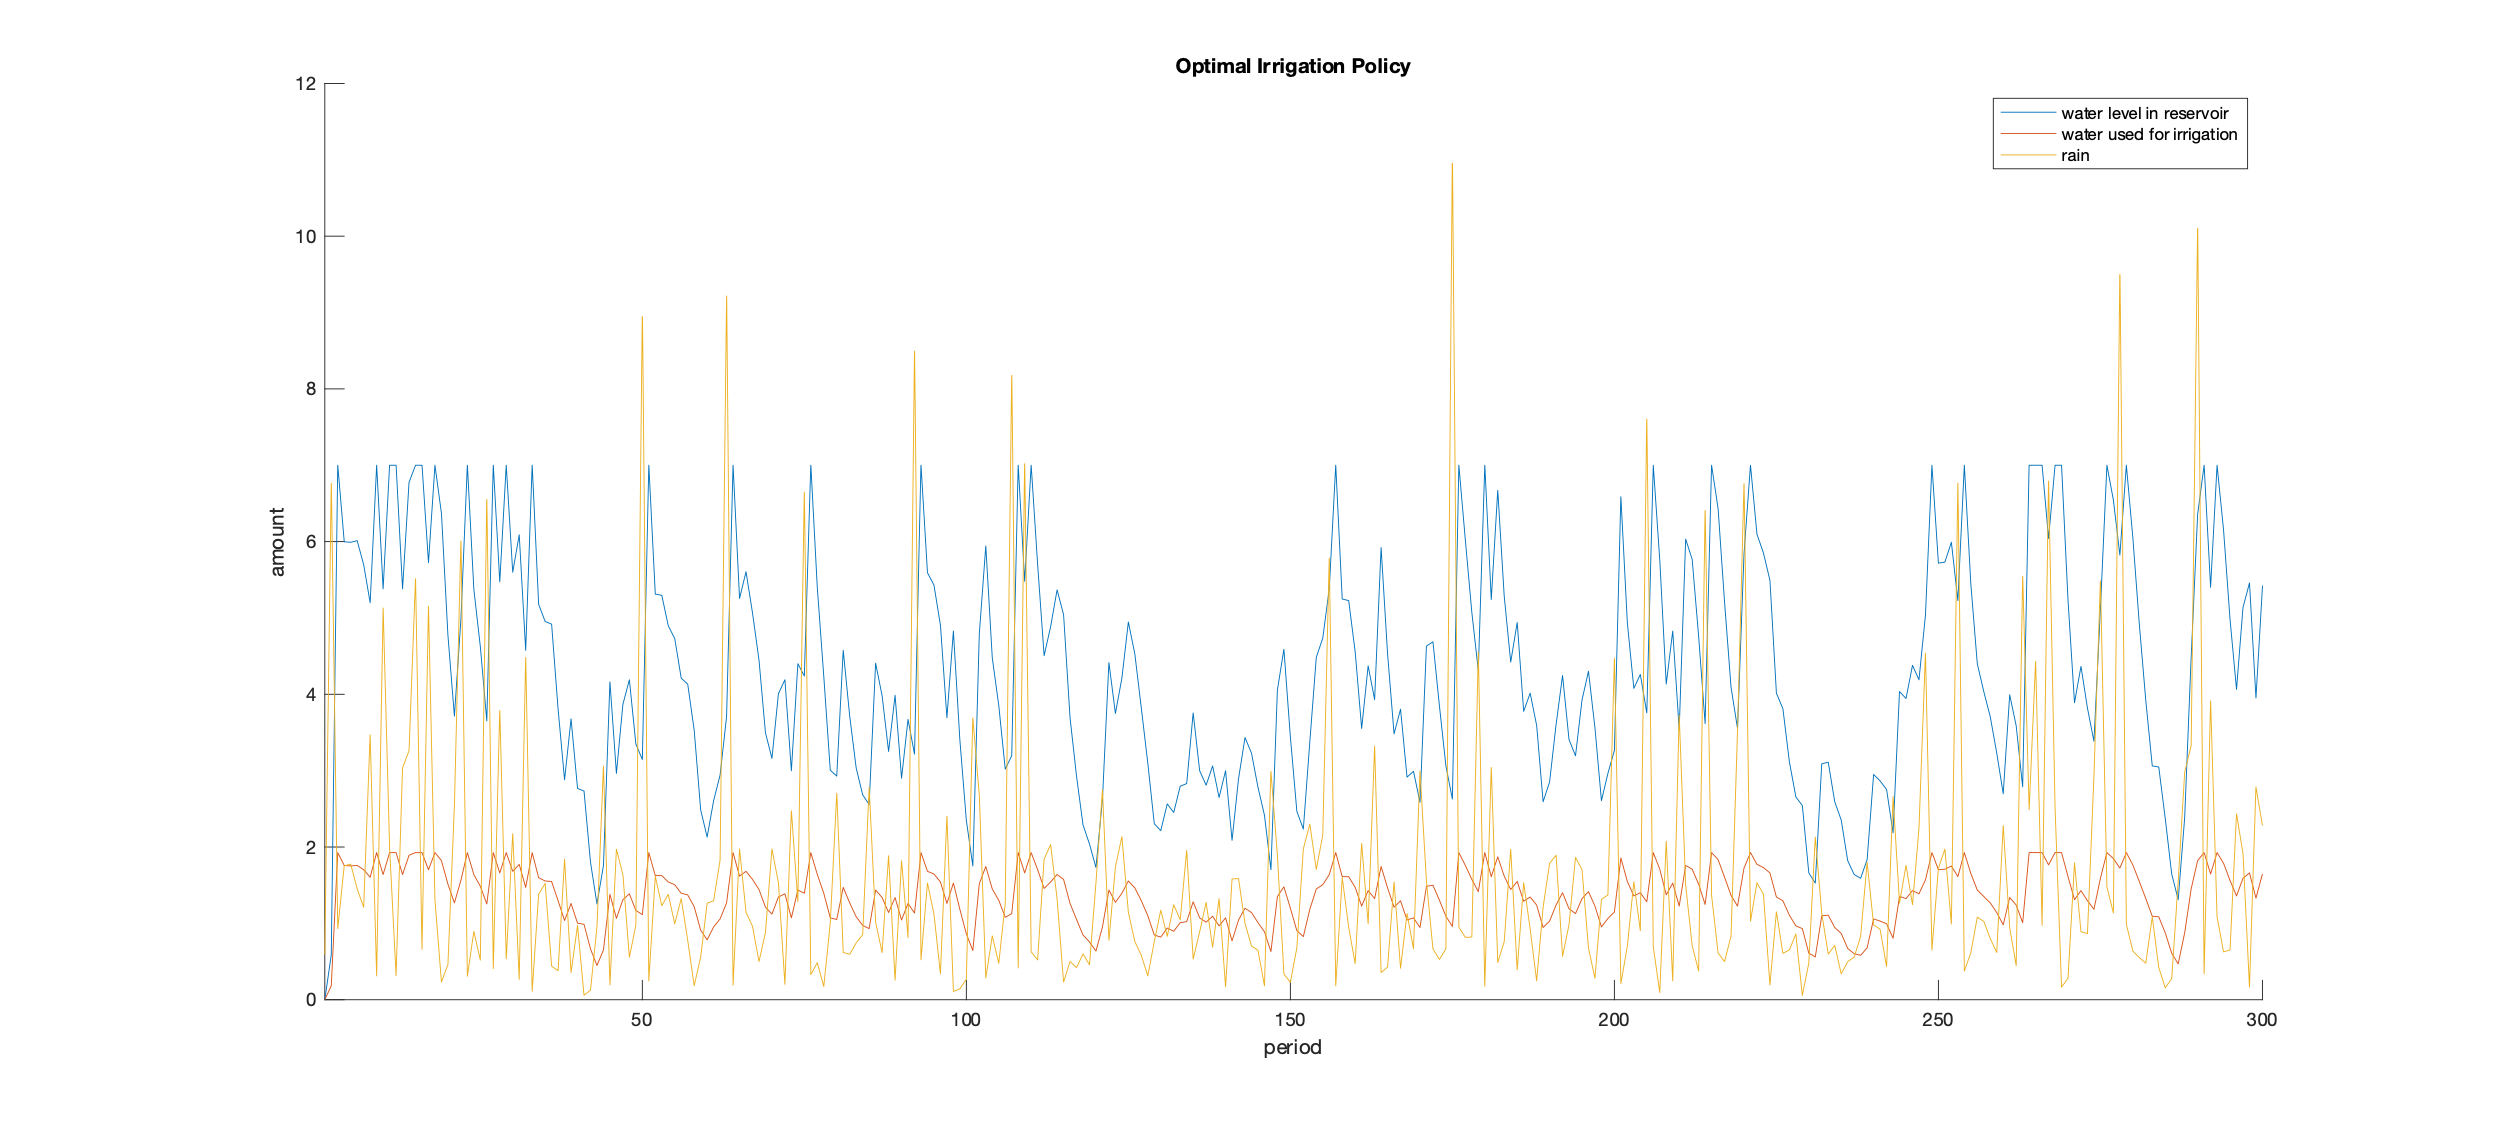 Optimal Irrigation Policy
water level in reservoir
water used for irrigation
rain
12
10
8
6
4
2
0
amount
50 100 150 200 250 300
period